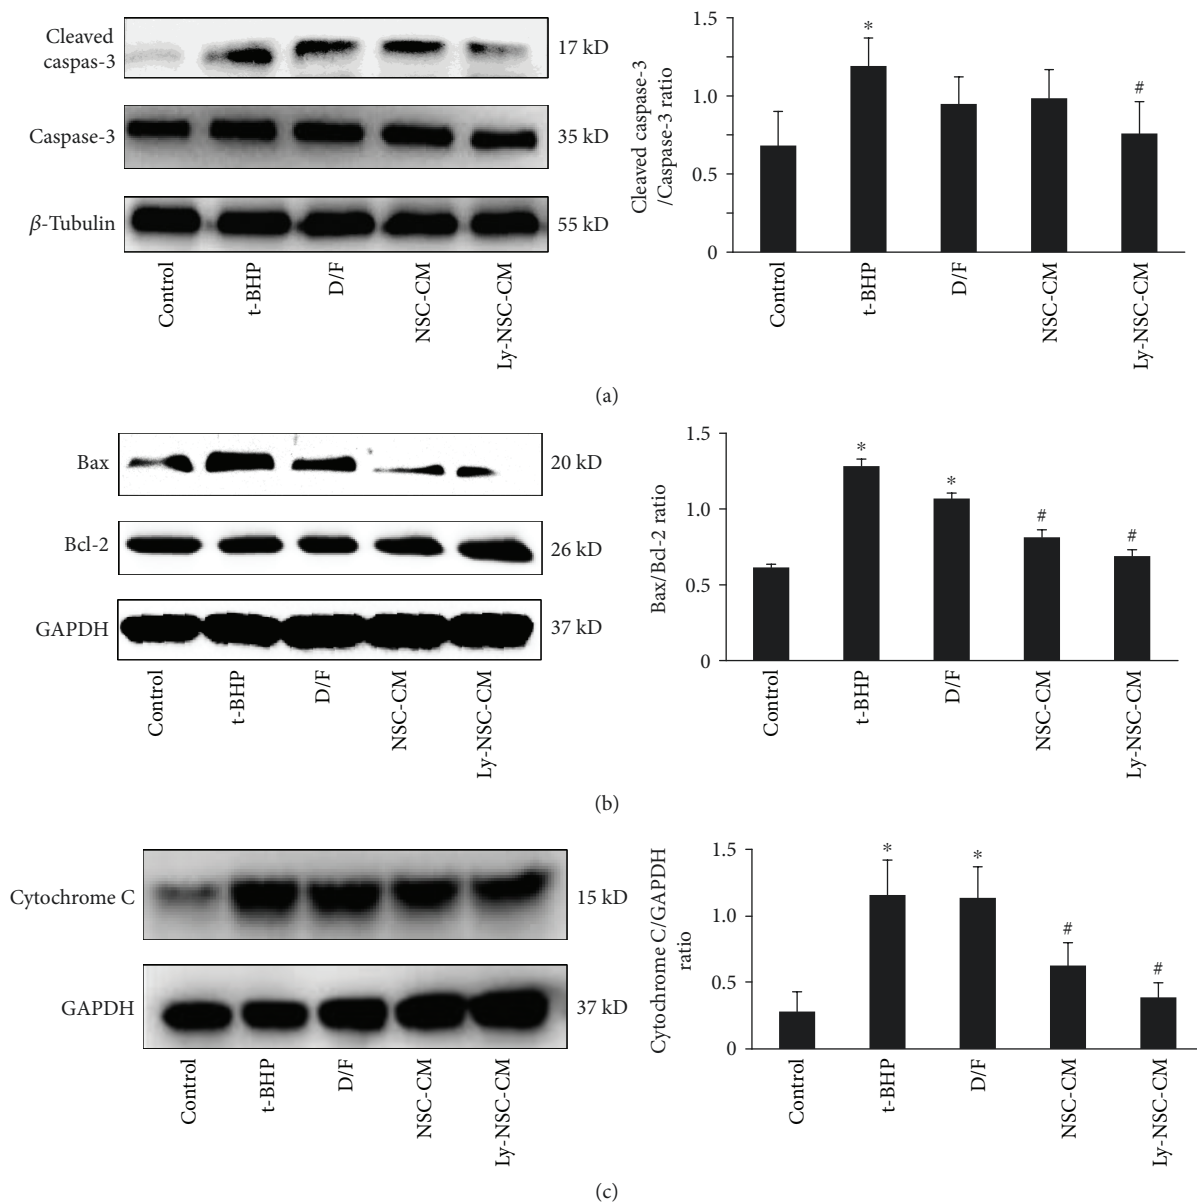 Cleaved
caspas-3
17 kD
Caspase-3
35 kD
β-Tubulin
55 kD
Control
t-BHP
D/F
NSC-CM
Ly-NSC-CM
Cleaved caspase-3
/Caspase-3 ratio
1.5
1.0
0.5
0
*
#
Control
t-BHP
D/F
NSC-CM
Ly-NSC-CM
(a)
Bax
20 kD
Bcl-2
26 kD
GAPDH
37 kD
Control
t-BHP
D/F
NSC-CM
Ly-NSC-CM
Bax/Bcl-2 ratio
1.5
1.0
0.5
0
*
*
#
#
Control
t-BHP
D/F
NSC-CM
Ly-NSC-CM
(b)
Cytochrome C
15 kD
GAPDH
37 kD
Control
t-BHP
D/F
NSC-CM
Ly-NSC-CM
Cytochrome C/GAPDH
ratio
1.5
1.0
0.5
0
*
*
#
#
Control
t-BHP
D/F
NSC-CM
Ly-NSC-CM
(c)